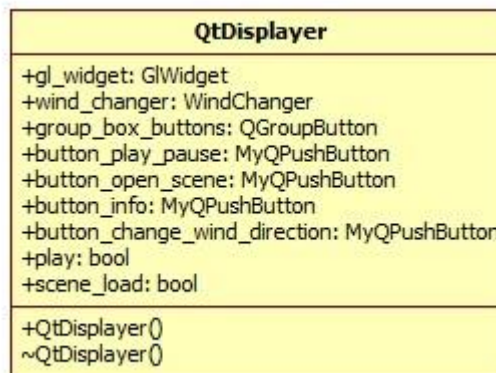 QtDisplayer
+gl_widget: GlWidget
+wind_changer: WindChanger
+group_box_buttons: QGroupButton
+button_play_pause: MyQPushButton
+button_open_scene: MyQPushButton
+button_info: MyQPushButton
+button_change_wind_direction: MyQPushButton
+play: bool
+scene_load: bool
+QtDisplayer()
~QtDisplayer()